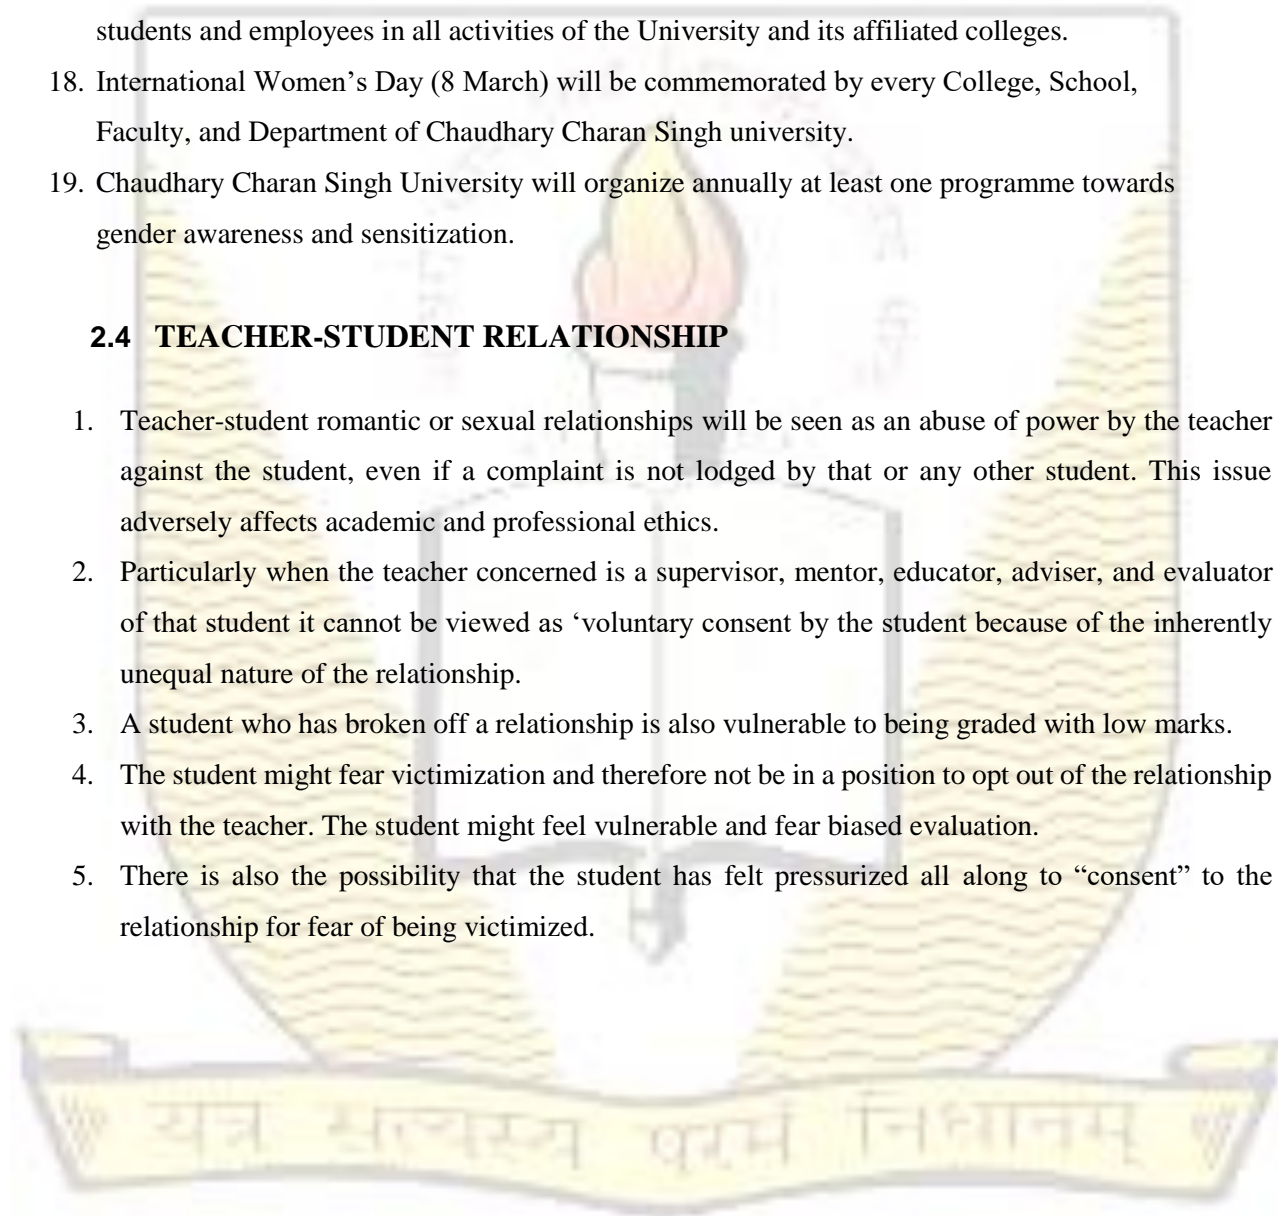 students and employees in all activities of the University and its affiliated colleges.
18. International Women’s Day (8 March) will be commemorated by every College, School,
Faculty, and Department of Chaudhary Charan Singh university.
19. Chaudhary Charan Singh University will organize annually at least one programme towards
gender awareness and sensitization.
2.4 TEACHER-STUDENT RELATIONSHIP
1. Teacher-student romantic or sexual relationships will be seen as an abuse of power by the teacher
against the student, even if a complaint is not lodged by that or any other student. This issue
adversely affects academic and professional ethics.
2. Particularly when the teacher concerned is a supervisor, mentor, educator, adviser, and evaluator
of that student it cannot be viewed as ‘voluntary consent by the student because of the inherently
unequal nature of the relationship.
3. A student who has broken off a relationship is also vulnerable to being graded with low marks.
4. The student might fear victimization and therefore not be in a position to opt out of the relationship
with the teacher. The student might feel vulnerable and fear biased evaluation.
5. There is also the possibility that the student has felt pressurized all along to “consent” to the
relationship for fear of being victimized.
यत्र सत्यस्य परमं निधानम्